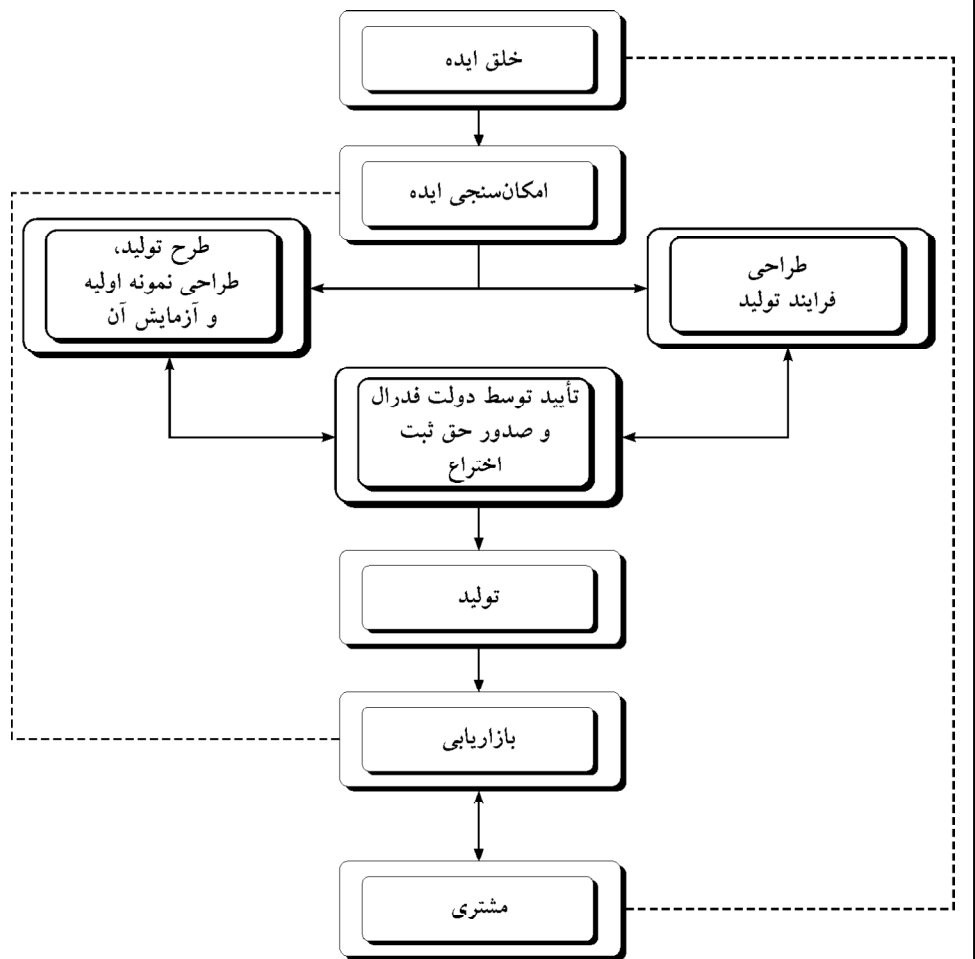 خلق ایده
امکان‌سنجی ایده
طراحی
فرایند تولید
طرح تولید،
طراحی نمونه اولیه
و آزمایش آن
تأیید توسط دولت فدرال
و صدور حق ثبت
اختراع
تولید
بازاریابی
مشتری